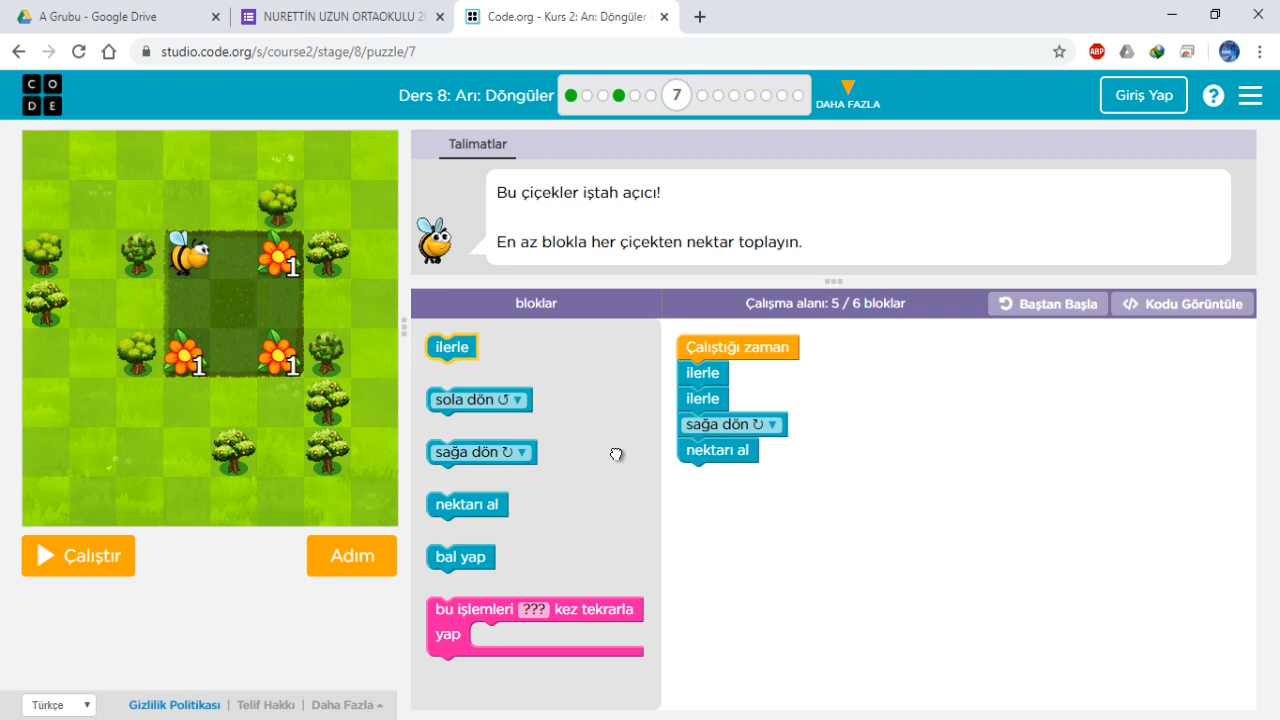 A Grubu - Google Drive
NURETTİN UZUN ORTAOKULU 2
Code.org - Kurs 2: Arı: Döngüler
studio.code.org/s/course2/stage/8/puzzle/7
ABP
C O
D E
Ders 8: Arı: Döngüler
7
DAHA FAZLA
Giriş Yap
?
Talimatlar
Bu çiçekler iştah açıcı!
En az blokla her çiçekten nektar toplayın.
1
1
1
bloklar
Çalışma alanı: 5 / 6 bloklar
Baştan Başla
Kodu Görüntüle
ilerle
sola dön ↺ ▼
sağa dön ↻ ▼
nektarı al
bal yap
bu işlemleri ??? kez tekrarla
yap
Çalıştığı zaman
ilerle
ilerle
sağa dön ↻ ▼
nektarı al
Çalıştır
Adım
Türkçe
Gizlilik Politikası | Telif Hakkı | Daha Fazla